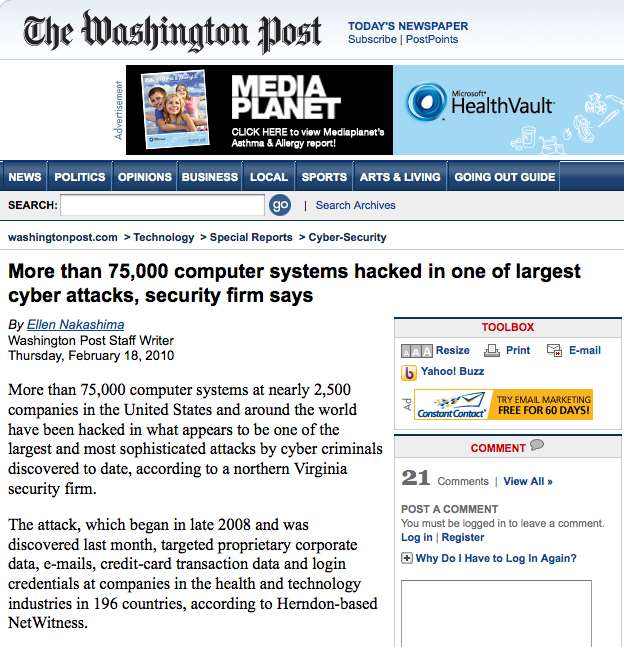 The Washington Post
TODAY'S NEWSPAPER
Subscribe | PostPoints
Advertisement
MEDIA
PLANET
CLICK HERE to view Mediaplanet's
Asthma & Allergy report!
Microsoft®
HealthVault
NEWS POLITICS OPINIONS BUSINESS LOCAL SPORTS ARTS & LIVING GOING OUT GUIDE
SEARCH: go | Search Archives
washingtonpost.com > Technology > Special Reports > Cyber-Security
More than 75,000 computer systems hacked in one of largest
cyber attacks, security firm says
By Ellen Nakashima
Washington Post Staff Writer
Thursday, February 18, 2010
More than 75,000 computer systems at nearly 2,500
companies in the United States and around the world
have been hacked in what appears to be one of the
largest and most sophisticated attacks by cyber criminals
discovered to date, according to a northern Virginia
security firm.
The attack, which began in late 2008 and was
discovered last month, targeted proprietary corporate
data, e-mails, credit-card transaction data and login
credentials at companies in the health and technology
industries in 196 countries, according to Herndon-based
NetWitness.
TOOLBOX
AAA Resize Print E-mail
b Yahoo! Buzz
Ad
Constant Contact®
TRY EMAIL MARKETING
FREE FOR 60 DAYS!
COMMENT
21 Comments | View All »
POST A COMMENT
You must be logged in to leave a comment.
Log in | Register
+ Why Do I Have to Log In Again?